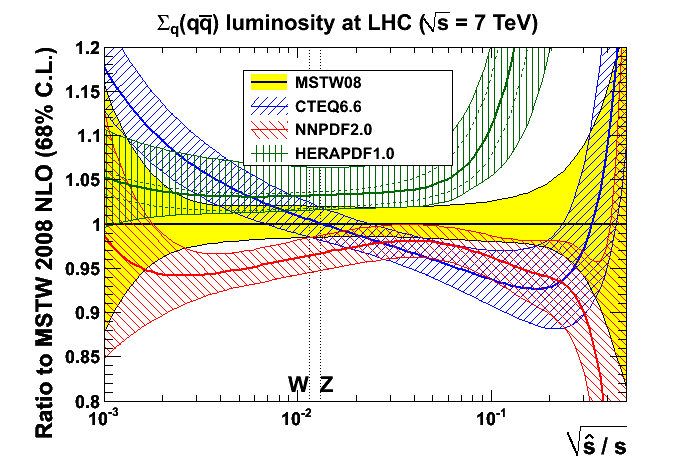 Σq(qq̅) luminosity at LHC (√s = 7 TeV)
Ratio to MSTW 2008 NLO (68% C.L.)
1.2
1.15
1.1
1.05
1
0.95
0.9
0.85
0.8
MSTW08
CTEQ6.6
NNPDF2.0
HERAPDF1.0
W Z
10⁻³ 10⁻² 10⁻¹
√ŝ / s